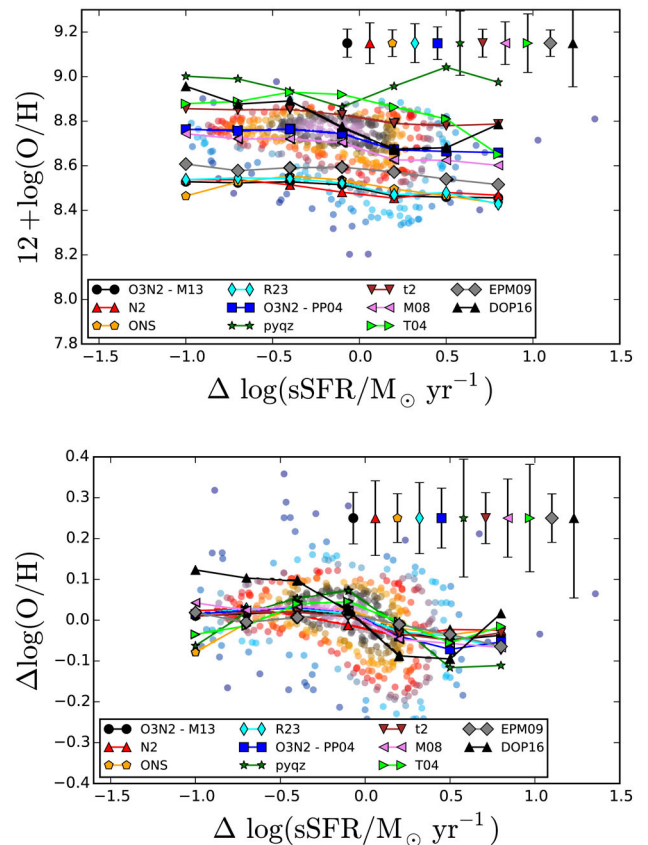 9.2
9.0
8.8
8.6
8.4
8.2
8.0
7.8
12+log(O/H)
O3N2 - M13
N2
ONS
R23
O3N2 - PP04
pyqz
t2
M08
T04
EPM09
DOP16
−1.5 −1.0 −0.5 0.0 0.5 1.0 1.5
Δ log(sSFR/M⊙ yr⁻¹)
0.4
0.3
0.2
0.1
0.0
−0.1
−0.2
−0.3
−0.4
Δlog(O/H)
O3N2 - M13
N2
ONS
R23
O3N2 - PP04
pyqz
t2
M08
T04
EPM09
DOP16
−1.5 −1.0 −0.5 0.0 0.5 1.0 1.5
Δ log(sSFR/M⊙ yr⁻¹)